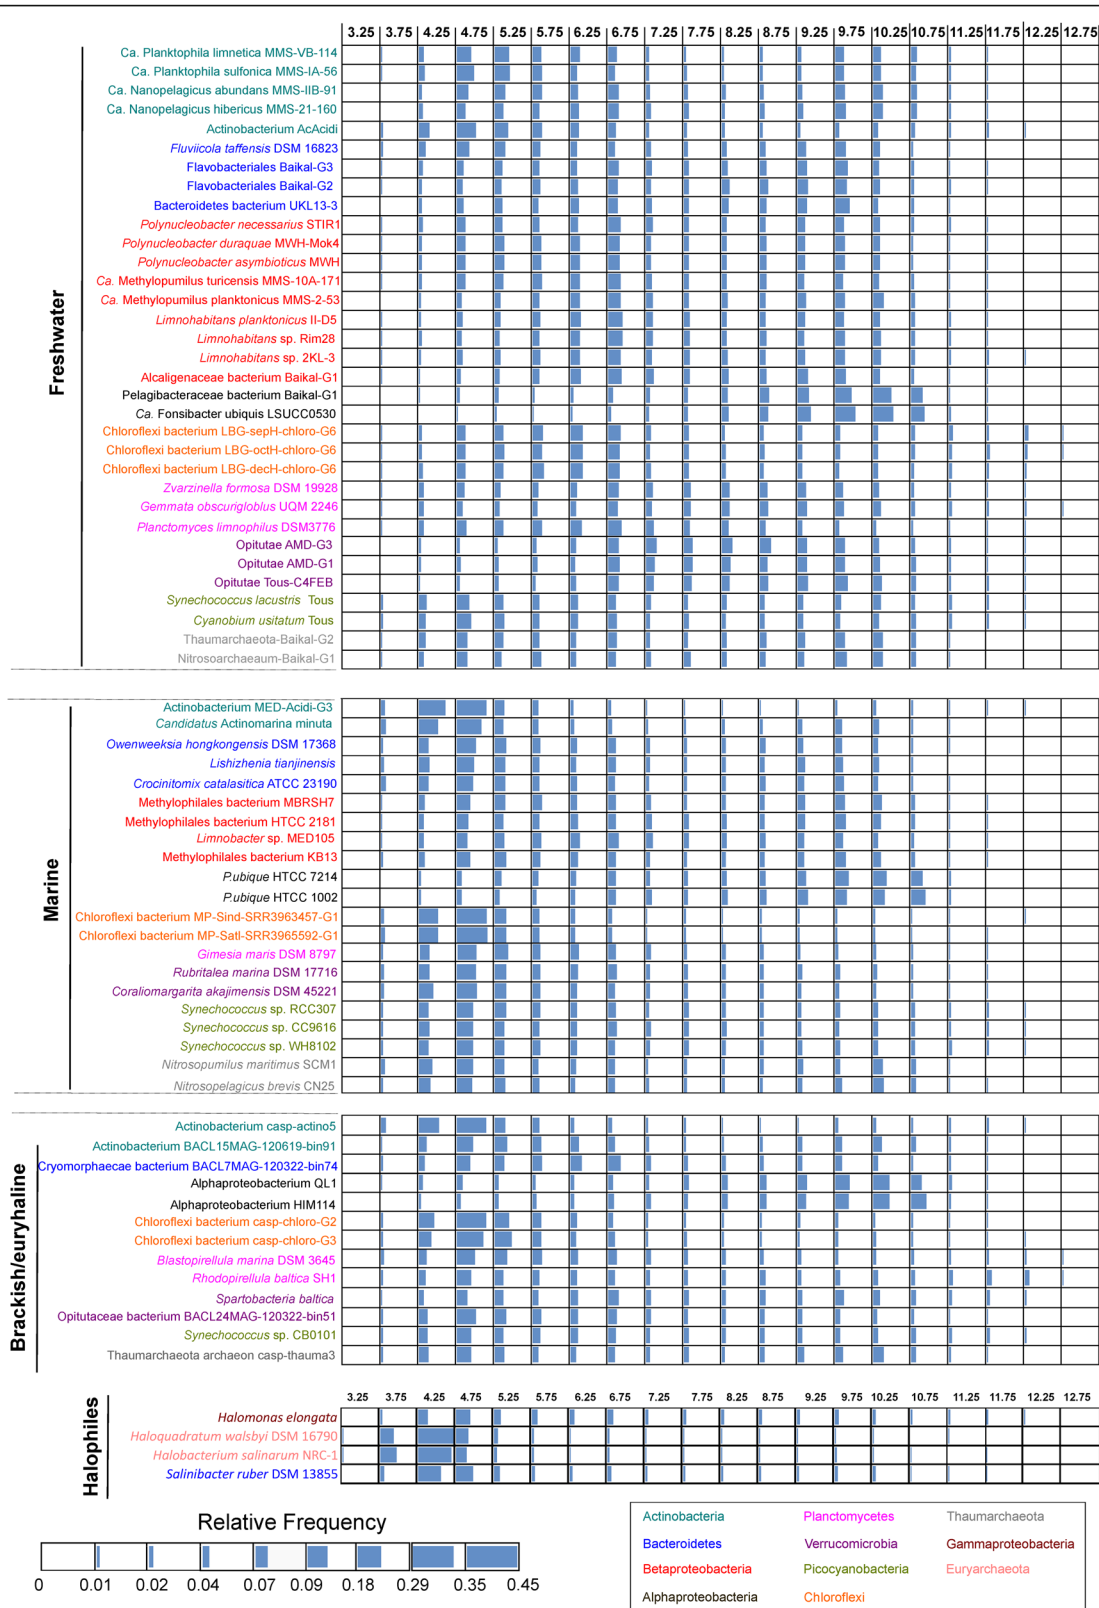 3.25 3.75 4.25 4.75 5.25 5.75 6.25 6.75 7.25 7.75 8.25 8.75 9.25 9.75 10.25 10.75 11.25 11.75 12.25 12.75
Freshwater
Ca. Planktophila limnetica MMS-VB-114
Ca. Planktophila sulfonica MMS-IA-56
Ca. Nanopelagicus abundans MMS-IIB-91
Ca. Nanopelagicus hibericus MMS-21-160
Actinobacterium AcAcidi
Fluviicola taffensis DSM 16823
Flavobacteriales Baikal-G3
Flavobacteriales Baikal-G2
Bacteroidetes bacterium UKL13-3
Polynucleobacter necessarius STIR1
Polynucleobacter duraquae MWH-Mok4
Polynucleobacter asymbioticus MWH
Ca. Methylopumilus turicensis MMS-10A-171
Ca. Methylopumilus planktonicus MMS-2-53
Limnohabitans planktonicus II-D5
Limnohabitans sp. Rim28
Limnohabitans sp. 2KL-3
Alcaligenaceae bacterium Baikal-G1
Pelagibacteraceae bacterium Baikal-G1
Ca. Fonsibacter ubiquis LSUCC0530
Chloroflexi bacterium LBG-sepH-chloro-G6
Chloroflexi bacterium LBG-octH-chloro-G6
Chloroflexi bacterium LBG-decH-chloro-G6
Zvarzinella formosa DSM 19928
Gemmata obscurigloblus UQM 2246
Planctomyces limnophilus DSM3776
Opitutae AMD-G3
Opitutae AMD-G1
Opitutae Tous-C4FEB
Synechococcus lacustris Tous
Cyanobium usitatum Tous
Thaumarchaeota-Baikal-G2
Nitrosoarchaeaum-Baikal-G1
Marine
Actinobacterium MED-Acidi-G3
Candidatus Actinomarina minuta
Owenweeksia hongkongensis DSM 17368
Lishizhenia tianjinensis
Crocinitomix catalasitica ATCC 23190
Methylophilales bacterium MBRSH7
Methylophilales bacterium HTCC 2181
Limnobacter sp. MED105
Methylophilales bacterium KB13
P.ubique HTCC 7214
P.ubique HTCC 1002
Chloroflexi bacterium MP-Sind-SRR3963457-G1
Chloroflexi bacterium MP-Satl-SRR3965592-G1
Gimesia maris DSM 8797
Rubritalea marina DSM 17716
Coraliomargarita akajimensis DSM 45221
Synechococcus sp. RCC307
Synechococcus sp. CC9616
Synechococcus sp. WH8102
Nitrosopumilus maritimus SCM1
Nitrosopelagicus brevis CN25
Brackish/euryhaline
Actinobacterium casp-actino5
Actinobacterium BACL15MAG-120619-bin91
Cryomorphaecae bacterium BACL7MAG-120322-bin74
Alphaproteobacterium QL1
Alphaproteobacterium HIM114
Chloroflexi bacterium casp-chloro-G2
Chloroflexi bacterium casp-chloro-G3
Blastopirellula marina DSM 3645
Rhodopirellula baltica SH1
Spartobacteria baltica
Opitutaceae bacterium BACL24MAG-120322-bin51
Synechococcus sp. CB0101
Thaumarchaeota archaeon casp-thauma3
3.25 3.75 4.25 4.75 5.25 5.75 6.25 6.75 7.25 7.75 8.25 8.75 9.25 9.75 10.25 10.75 11.25 11.75 12.25 12.75
Halophiles
Halomonas elongata
Haloquadratum walsbyi DSM 16790
Halobacterium salinarum NRC-1
Salinibacter ruber DSM 13855
Relative Frequency
0 0.01 0.02 0.04 0.07 0.09 0.18 0.29 0.35 0.45
Actinobacteria Planctomycetes Thaumarchaeota
Bacteroidetes Verrucomicrobia Gammaproteobacteria
Betaproteobacteria Picocyanobacteria Euryarchaeota
Alphaproteobacteria Chloroflexi